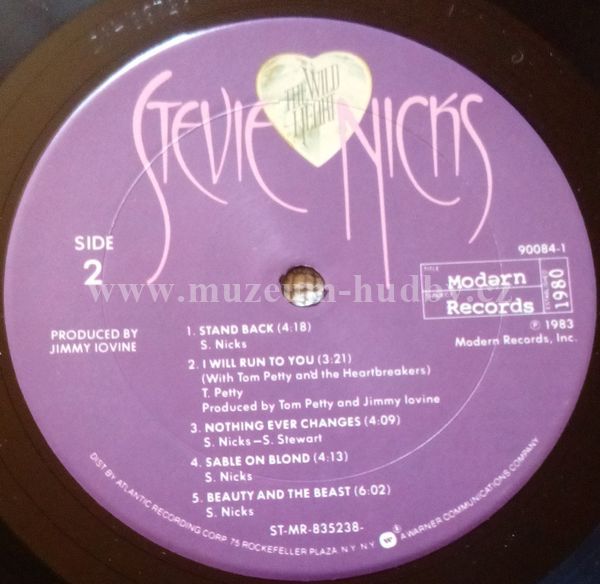 STEVIE NICKS
THE WILD
HEART
SIDE
2
90084-1
TITLE
Modern
Records
1980
℗ 1983
Modern Records, Inc.
www.muzeum-hudby.cz
PRODUCED BY
JIMMY IOVINE
1. STAND BACK (4:18)
S. Nicks
2. I WILL RUN TO YOU (3:21)
(With Tom Petty and the Heartbreakers)
T. Petty
Produced by Tom Petty and Jimmy Iovine
3. NOTHING EVER CHANGES (4:09)
S. Nicks—S. Stewart
4. SABLE ON BLOND (4:13)
S. Nicks
5. BEAUTY AND THE BEAST (6:02)
S. Nicks
ST-MR-835238-
DIST BY ATLANTIC RECORDING CORP 75 ROCKEFELLER PLAZA N Y N Y A WARNER COMMUNICATIONS COMPANY